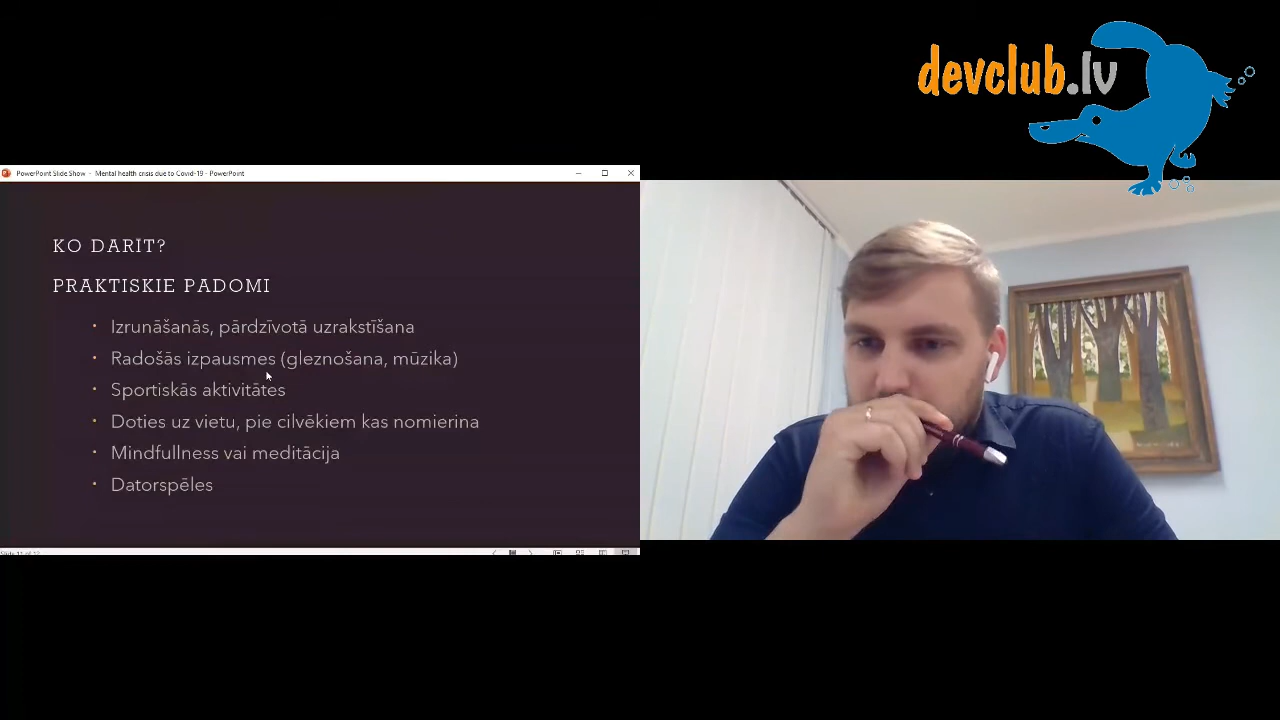 devclub.lv
PowerPoint Slide Show - Mental health crisis due to Covid-19 - PowerPoint
KO DARĪT?
PRAKTISKIE PADOMI
Izrunāšanās, pārdzīvotā uzrakstīšana
Radošās izpausmes (gleznošana, mūzika)
Sportiskās aktivitātes
Doties uz vietu, pie cilvēkiem kas nomierina
Mindfullness vai meditācija
Datorspēles